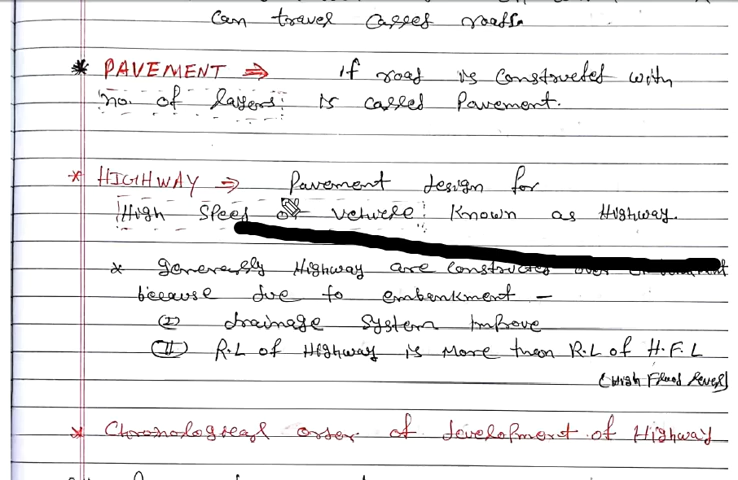 can travel called roads.
* PAVEMENT ⇒ if road is constructed with
no. of layers is called Pavement.
* HIGHWAY ⇒ Pavement design for
High Speed of vehicle Known as Highway.
* generally Highway are constructed over embankment
because due to embankment –
(I) drainage system improve
(II) R.L of Highway is more than R.L of H.F.L
(High Flood level)
* Chronological order of development of Highway